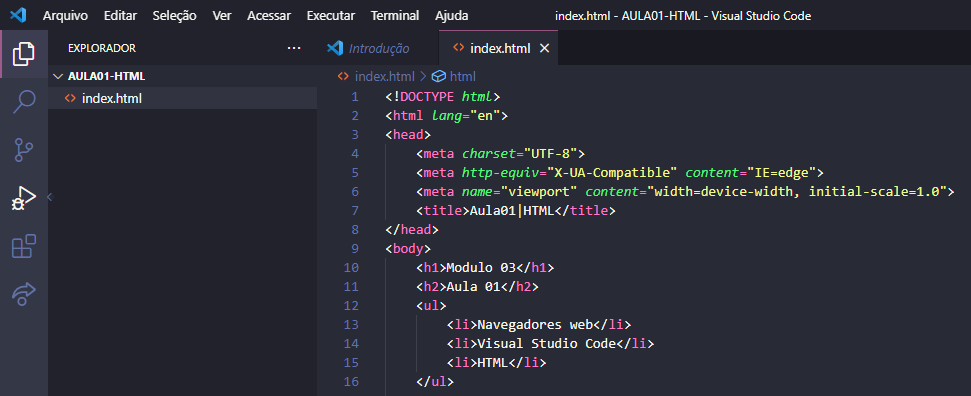 Arquivo Editar Seleção Ver Acessar Executar Terminal Ajuda index.html - AULA01-HTML - Visual Studio Code
EXPLORADOR ···
Introdução index.html
AULA01-HTML
index.html
index.html > html
1 <!DOCTYPE html>
2 <html lang="en">
3 <head>
4 <meta charset="UTF-8">
5 <meta http-equiv="X-UA-Compatible" content="IE=edge">
6 <meta name="viewport" content="width=device-width, initial-scale=1.0">
7 <title>Aula01|HTML</title>
8 </head>
9 <body>
10 <h1>Modulo 03</h1>
11 <h2>Aula 01</h2>
12 <ul>
13 <li>Navegadores web</li>
14 <li>Visual Studio Code</li>
15 <li>HTML</li>
16 </ul>